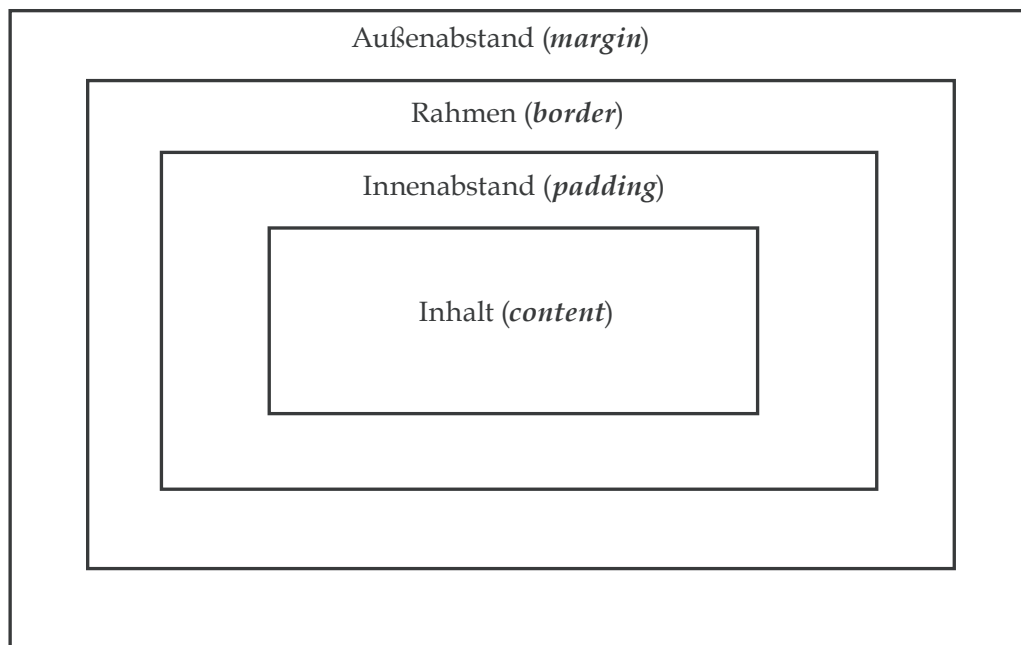 Außenabstand (margin)
Rahmen (border)
Innenabstand (padding)
Inhalt (content)